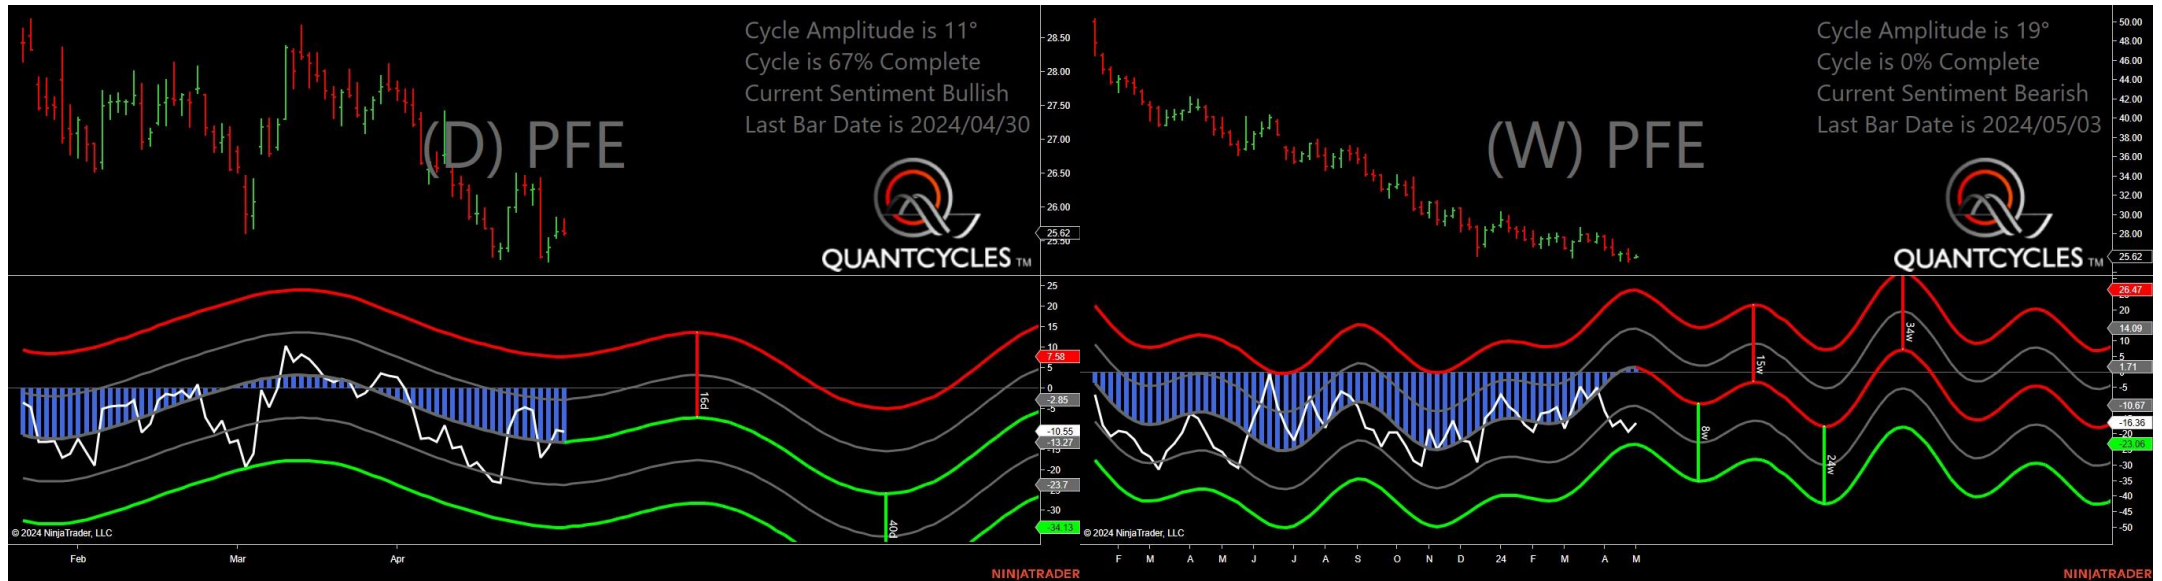 Cycle Amplitude is 11°
Cycle is 67% Complete
Current Sentiment Bullish
Last Bar Date is 2024/04/30
(D) PFE
QUANTCYCLES TM
28.50
28.00
27.50
27.00
26.50
26.00
25.62
25.50
25
20
15
10
7.58
5
0
-2.85
-5
-10.55
-13.27
-15
-20
-23.7
-30
-34.13
16d
40d
© 2024 NinjaTrader, LLC
Feb Mar Apr
NINJATRADER
Cycle Amplitude is 19°
Cycle is 0% Complete
Current Sentiment Bearish
Last Bar Date is 2024/05/03
(W) PFE
QUANTCYCLES TM
50.00
48.00
46.00
44.00
42.00
40.00
38.00
36.00
34.00
32.00
30.00
28.00
25.62
26.47
20
14.09
10
5
1.71
-5
-10.67
-16.36
-20
-23.06
-30
-35
-40
-45
-50
8w
15w
24w
34w
© 2024 NinjaTrader, LLC
F M A M J J A S O N D 24 F M A M
NINJATRADER